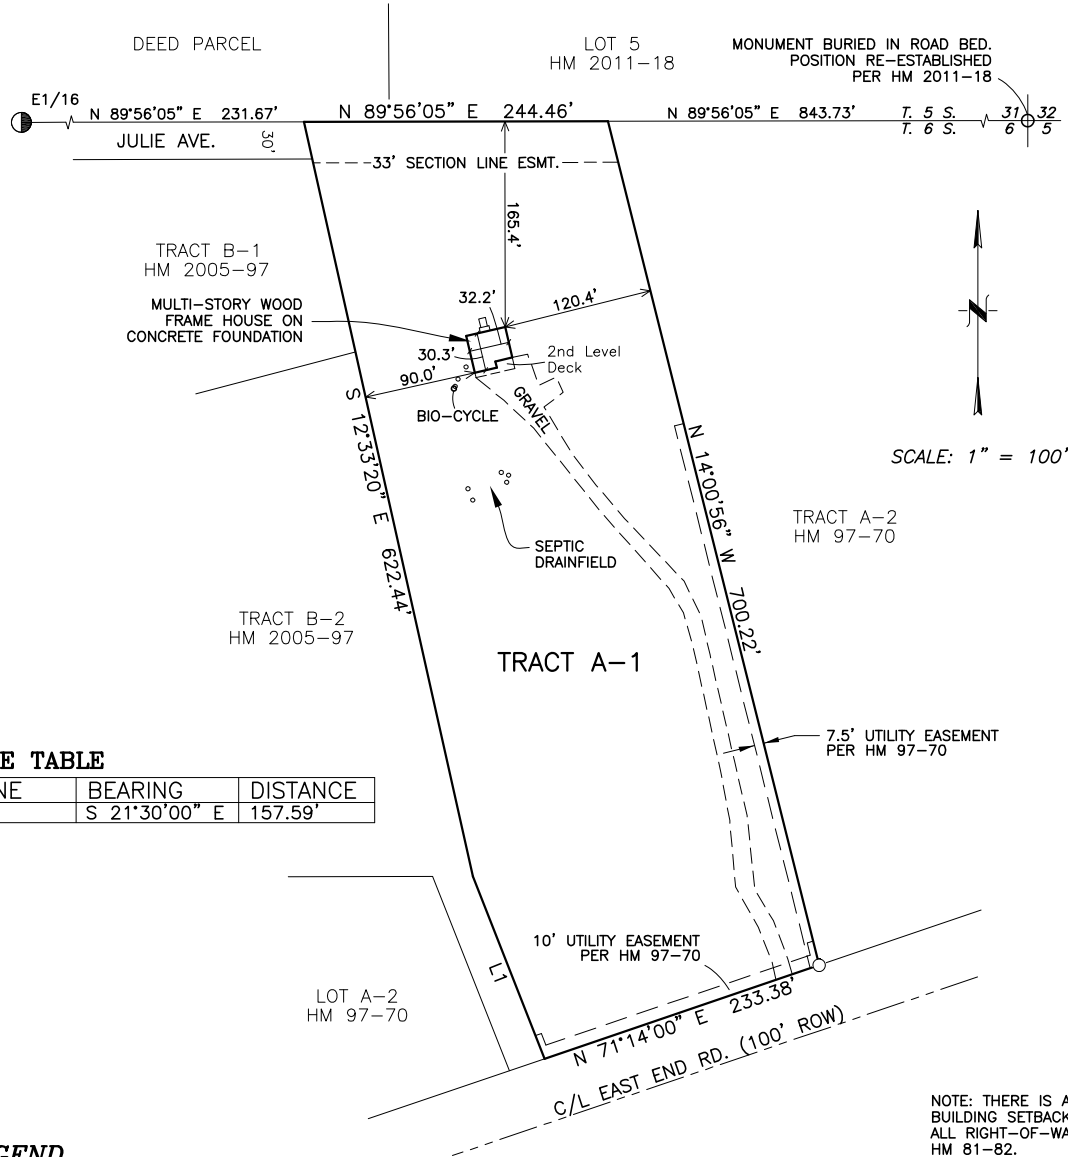 DEED PARCEL
LOT 5
HM 2011-18
MONUMENT BURIED IN ROAD BED.
POSITION RE-ESTABLISHED
PER HM 2011-18
E1/16
N 89°56'05" E 231.67'
N 89°56'05" E 244.46'
N 89°56'05" E 843.73'
T. 5 S.
31
32
T. 6 S.
6
5
JULIE AVE.
30'
33' SECTION LINE ESMT.
165.4'
TRACT B-1
HM 2005-97
MULTI-STORY WOOD
FRAME HOUSE ON
CONCRETE FOUNDATION
32.2'
120.4'
30.3'
2nd Level
Deck
90.0'
BIO-CYCLE
GRAVEL
N
SCALE: 1" = 100'
S 12°33'20" E 622.44'
N 14°00'56" W 700.22'
TRACT A-2
HM 97-70
SEPTIC
DRAINFIELD
TRACT B-2
HM 2005-97
TRACT A-1
7.5' UTILITY EASEMENT
PER HM 97-70
E TABLE
NE
BEARING
DISTANCE
S 21°30'00" E
157.59'
10' UTILITY EASEMENT
PER HM 97-70
L1
LOT A-2
HM 97-70
N 71°14'00" E 233.38'
C/L EAST END RD. (100' ROW)
NOTE: THERE IS A
BUILDING SETBACK
ALL RIGHT-OF-WA
HM 81-82.
GEND